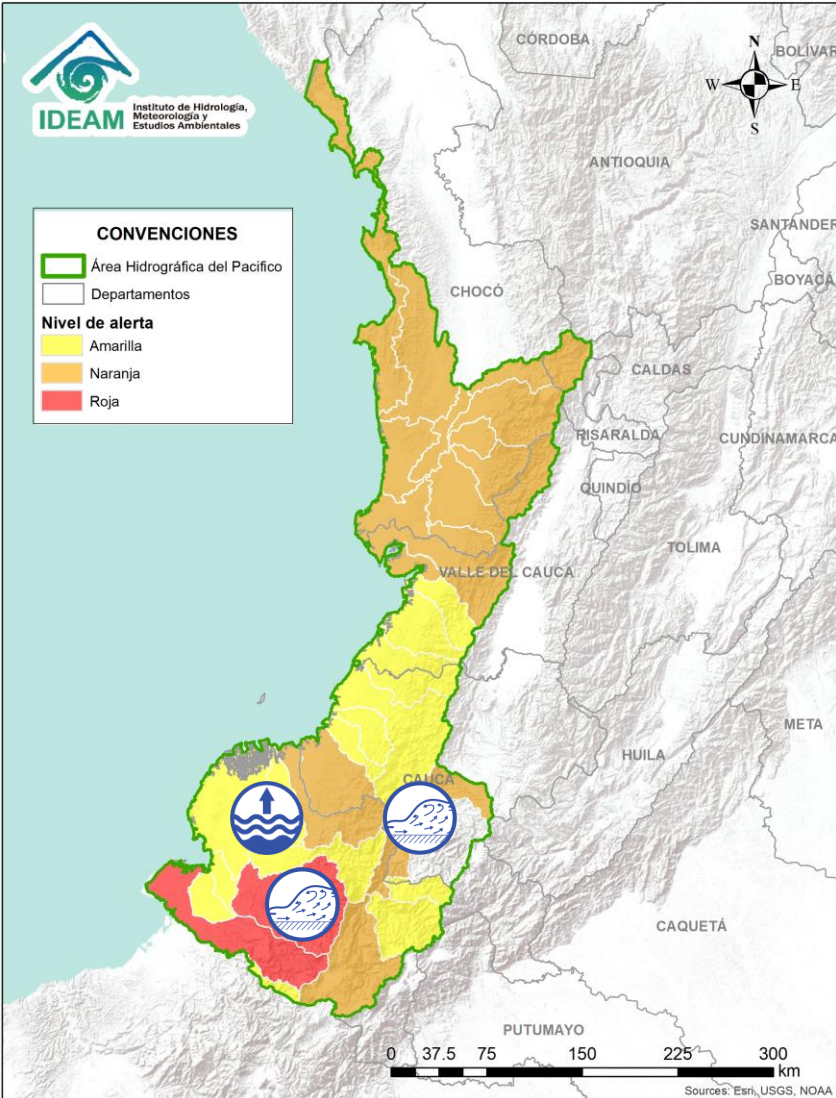 IDEAM
Instituto de Hidrología,
Meteorología y
Estudios Ambientales
N
W
E
S
CÓRDOBA
BOLÍVAR
ANTIOQUIA
SANTANDER
BOYACÁ
CHOCÓ
CONVENCIONES
Área Hidrográfica del Pacifico
Departamentos
Nivel de alerta
Amarilla
Naranja
Roja
CALDAS
RISARALDA
CUNDINAMARCA
QUINDÍO
TOLIMA
VALLE DEL CAUCA
META
HUILA
CAUCA
CAQUETÁ
PUTUMAYO
0 37.5 75 150 225 300
km
Sources: Esri, USGS, NOAA